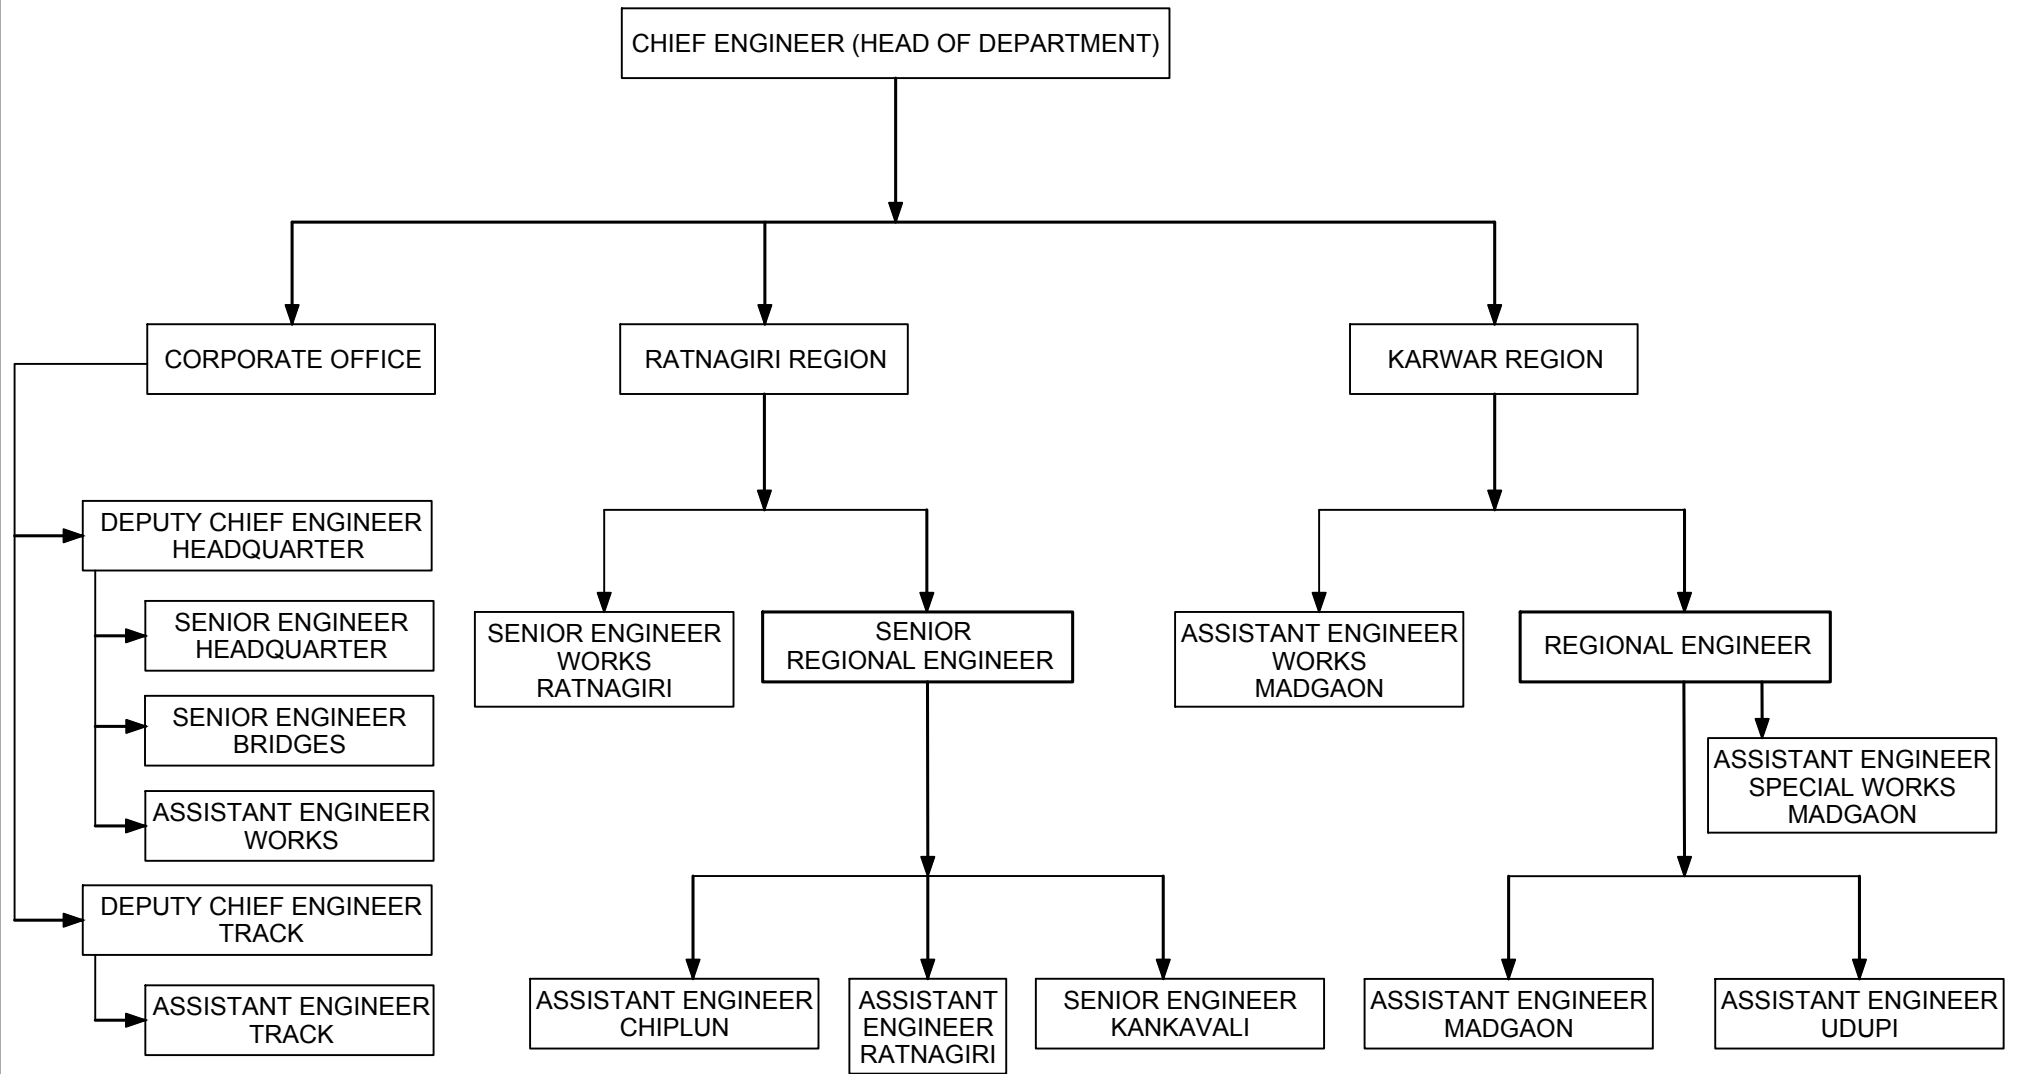 CHIEF ENGINEER (HEAD OF DEPARTMENT)
CORPORATE OFFICE
RATNAGIRI REGION
KARWAR REGION
DEPUTY CHIEF ENGINEER
HEADQUARTER
SENIOR ENGINEER
HEADQUARTER
SENIOR ENGINEER
BRIDGES
ASSISTANT ENGINEER
WORKS
DEPUTY CHIEF ENGINEER
TRACK
ASSISTANT ENGINEER
TRACK
SENIOR ENGINEER
WORKS
RATNAGIRI
SENIOR
REGIONAL ENGINEER
ASSISTANT ENGINEER
CHIPLUN
ASSISTANT
ENGINEER
RATNAGIRI
SENIOR ENGINEER
KANKAVALI
ASSISTANT ENGINEER
WORKS
MADGAON
REGIONAL ENGINEER
ASSISTANT ENGINEER
SPECIAL WORKS
MADGAON
ASSISTANT ENGINEER
MADGAON
ASSISTANT ENGINEER
UDUPI